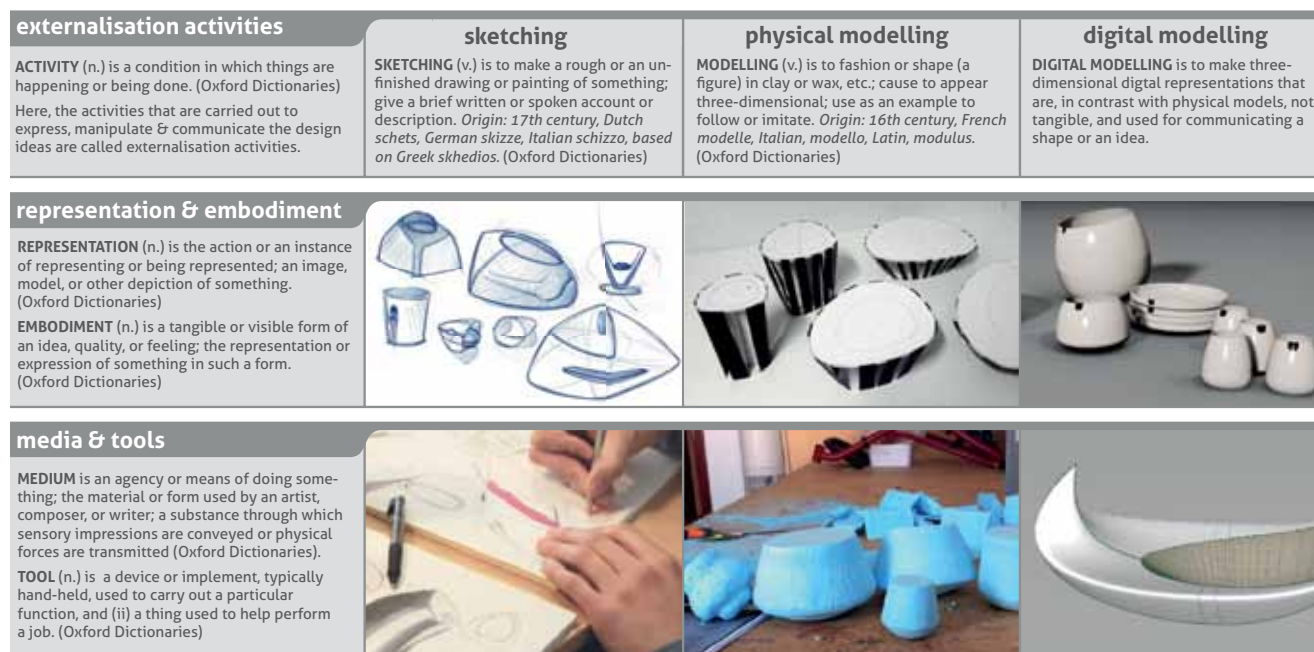 externalisation activities
ACTIVITY (n.) is a condition in which things are
happening or being done. (Oxford Dictionaries)
Here, the activities that are carried out to
express, manipulate & communicate the design
ideas are called externalisation activities.
sketching
SKETCHING (v.) is to make a rough or an un-
finished drawing or painting of something;
give a brief written or spoken account or
description. Origin: 17th century, Dutch
schets, German skizze, Italian schizzo, based
on Greek skhedios. (Oxford Dictionaries)
physical modelling
MODELLING (v.) is to fashion or shape (a
figure) in clay or wax, etc.; cause to appear
three-dimensional; use as an example to
follow or imitate. Origin: 16th century, French
modelle, Italian, modello, Latin, modulus.
(Oxford Dictionaries)
digital modelling
DIGITAL MODELLING is to make three-
dimensional digtal representations that
are, in contrast with physical models, not
tangible, and used for communicating a
shape or an idea.
representation & embodiment
REPRESENTATION (n.) is the action or an instance
of representing or being represented; an image,
model, or other depiction of something.
(Oxford Dictionaries)
EMBODIMENT (n.) is a tangible or visible form of
an idea, quality, or feeling; the representation or
expression of something in such a form.
(Oxford Dictionaries)
media & tools
MEDIUM is an agency or means of doing some-
thing; the material or form used by an artist,
composer, or writer; a substance through which
sensory impressions are conveyed or physical
forces are transmitted (Oxford Dictionaries).
TOOL (n.) is a device or implement, typically
hand-held, used to carry out a particular
function, and (ii) a thing used to help perform
a job. (Oxford Dictionaries)